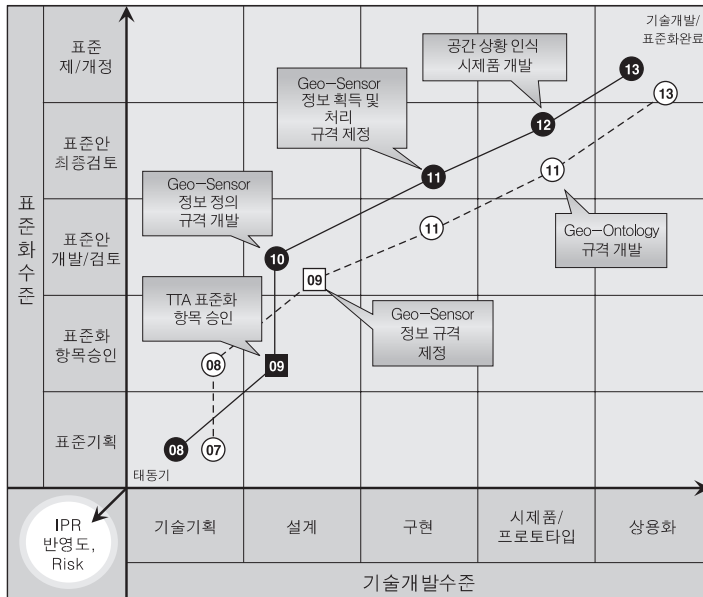 기술개발/
표준화완료
표준
제/개정
공간 상황 인식
시제품 개발
13
Geo-Sensor
정보 획득 및
처리
규격 제정
13
12
표준안
최종검토
11
11
Geo-Sensor
정보 정의
규격 개발
표준화수준
표준안
개발/검토
11
Geo-Ontology
규격 개발
10
09
TTA 표준화
항목 승인
Geo-Sensor
정보 규격
제정
표준화
항목승인
08
09
표준기획
08
07
태동기
IPR
반영도,
Risk
기술기획
설계
구현
시제품/
프로토타입
상용화
기술개발수준